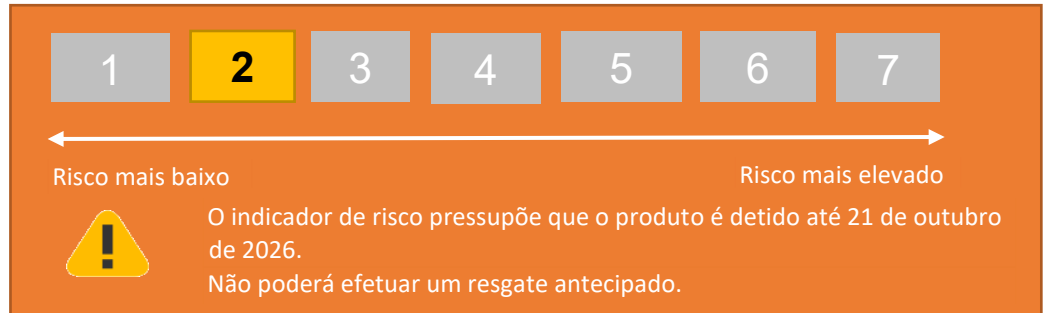 1 2 3 4 5 6 7
Risco mais baixo Risco mais elevado
O indicador de risco pressupõe que o produto é detido até 21 de outubro
de 2026.
Não poderá efetuar um resgate antecipado.